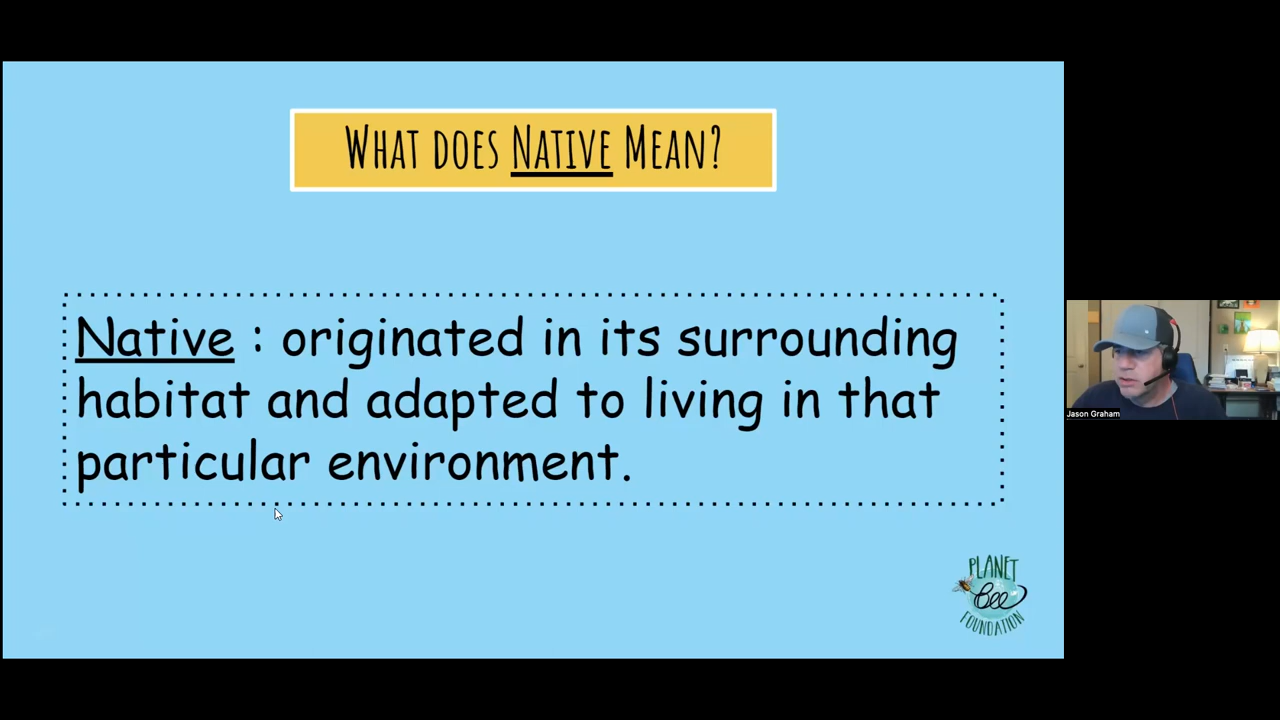 What does Native Mean?
Native : originated in its surrounding
habitat and adapted to living in that
particular environment.
PLANET
bee
FOUNDATION
Jason Graham